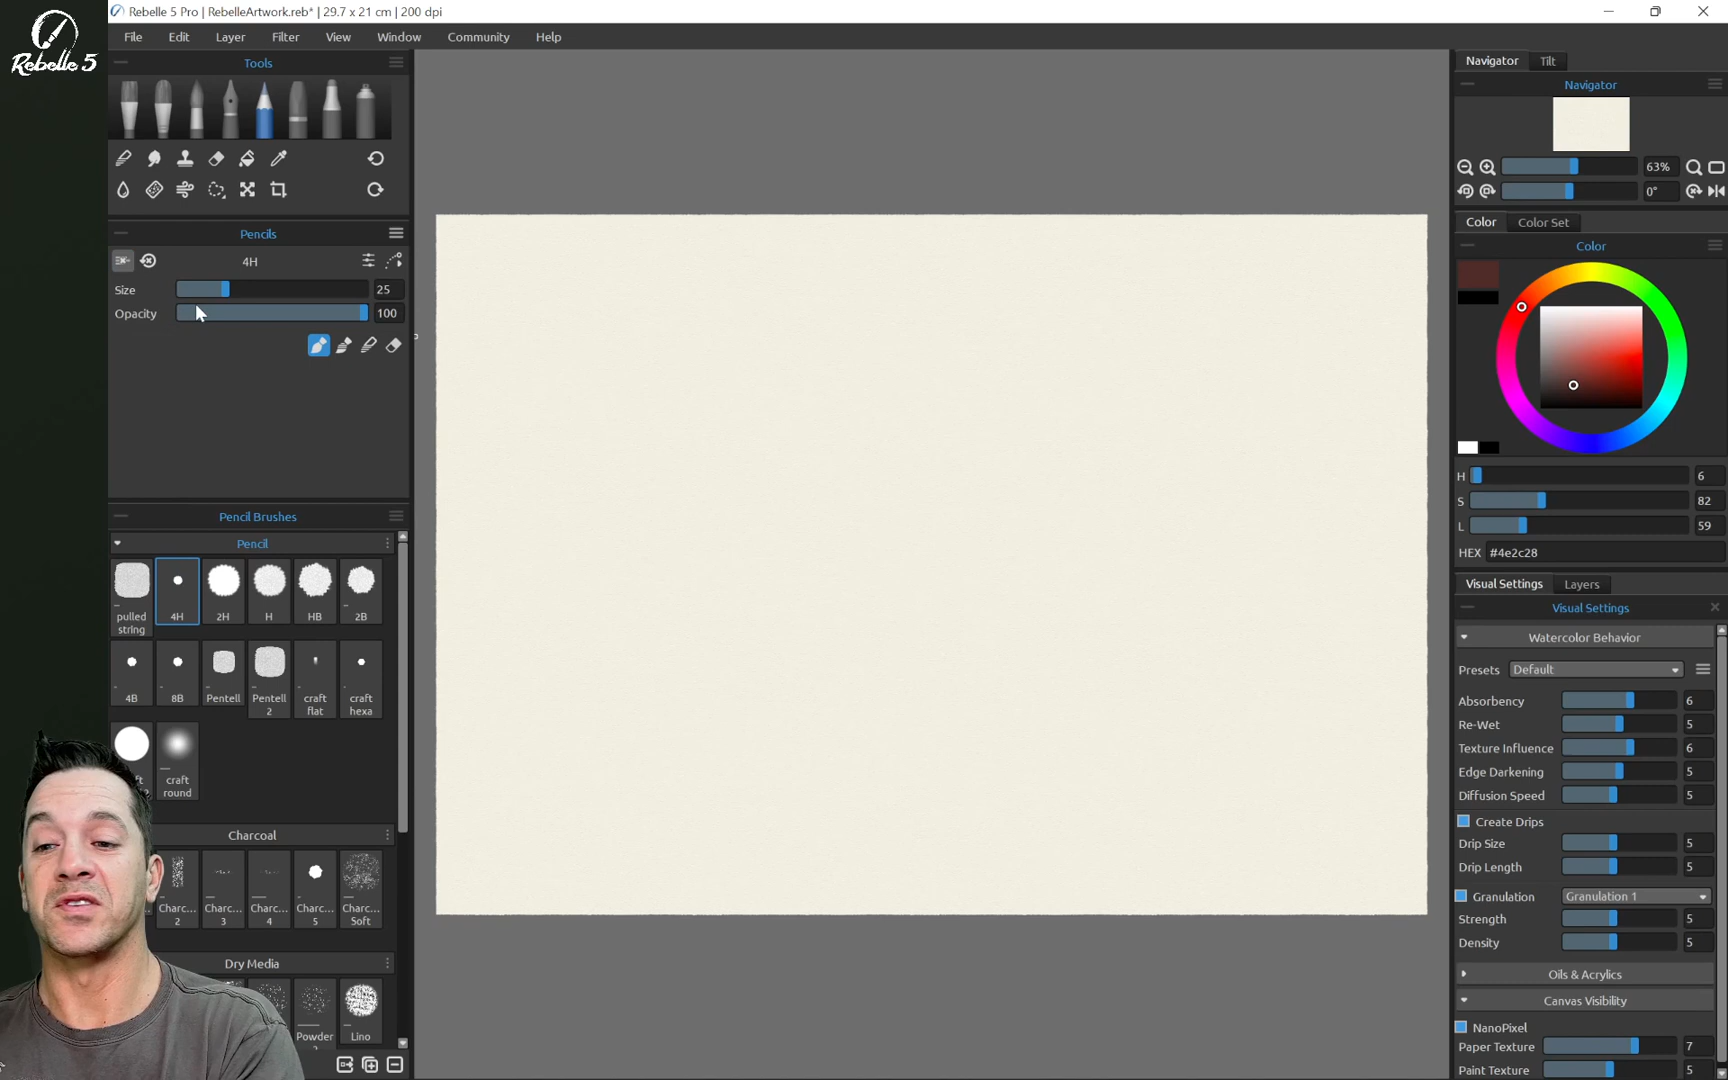 Rebelle 5 Pro | RebelleArtwork.reb* | 29.7 x 21 cm | 200 dpi
Rebelle 5
File Edit Layer Filter View Window Community Help
Tools
Pencils
4H
Size 25
Opacity 100
Pencil Brushes
Pencil
pulled string
4H
2H
H
HB
2B
4B
8B
Pentell
Pentell 2
craft flat
craft hexa
craft round
Charcoal
Charc... 2
Charc... 3
Charc... 4
Charc... 5
Charc... Soft
Dry Media
Powder
Lino
Navigator Tilt
Navigator
63%
0°
Color Color Set
Color
H 6
S 82
L 59
HEX #4e2c28
Visual Settings Layers
Visual Settings
Watercolor Behavior
Presets Default
Absorbency 6
Re-Wet 5
Texture Influence 6
Edge Darkening 5
Diffusion Speed 5
Create Drips
Drip Size 5
Drip Length 5
Granulation Granulation 1
Strength 5
Density 5
Oils & Acrylics
Canvas Visibility
NanoPixel
Paper Texture 7
Paint Texture 5